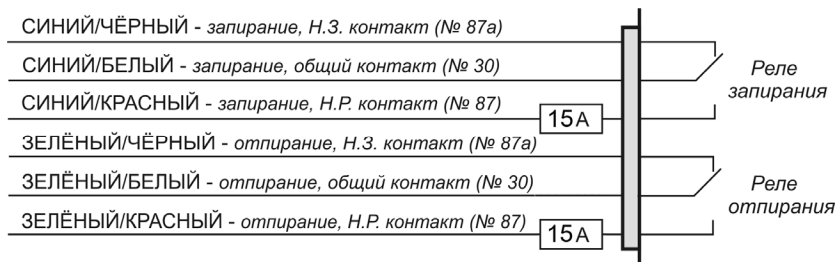 СИНИЙ/ЧЁРНЫЙ - запирание, Н.З. контакт (№ 87а)
СИНИЙ/БЕЛЫЙ - запирание, общий контакт (№ 30)
СИНИЙ/КРАСНЫЙ - запирание, Н.Р. контакт (№ 87)
15А
Реле
запирания
ЗЕЛЁНЫЙ/ЧЁРНЫЙ - отпирание, Н.З. контакт (№ 87а)
ЗЕЛЁНЫЙ/БЕЛЫЙ - отпирание, общий контакт (№ 30)
ЗЕЛЁНЫЙ/КРАСНЫЙ - отпирание, Н.Р. контакт (№ 87)
15А
Реле
отпирания